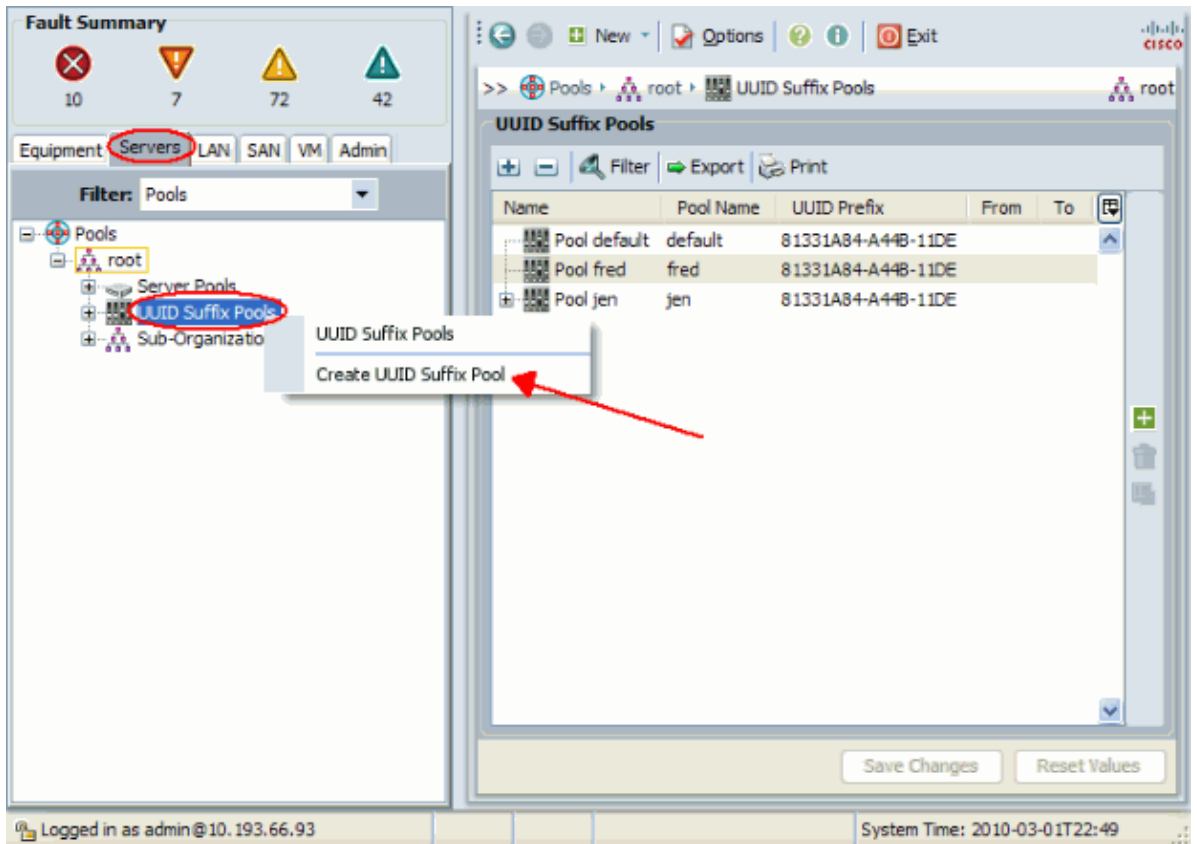 Fault Summary
10 7 72 42
Equipment Servers LAN SAN VM Admin
Filter: Pools
Pools
root
Server Pools
UUID Suffix Pools
Sub-Organizatio
UUID Suffix Pools
Create UUID Suffix Pool
New Options Exit
cisco
>> Pools root UUID Suffix Pools root
UUID Suffix Pools
Filter Export Print
Name Pool Name UUID Prefix From To
Pool default default 81331A84-A44B-11DE
Pool fred fred 81331A84-A44B-11DE
Pool jen jen 81331A84-A44B-11DE
Save Changes Reset Values
Logged in as admin@10.193.66.93 System Time: 2010-03-01T22:49